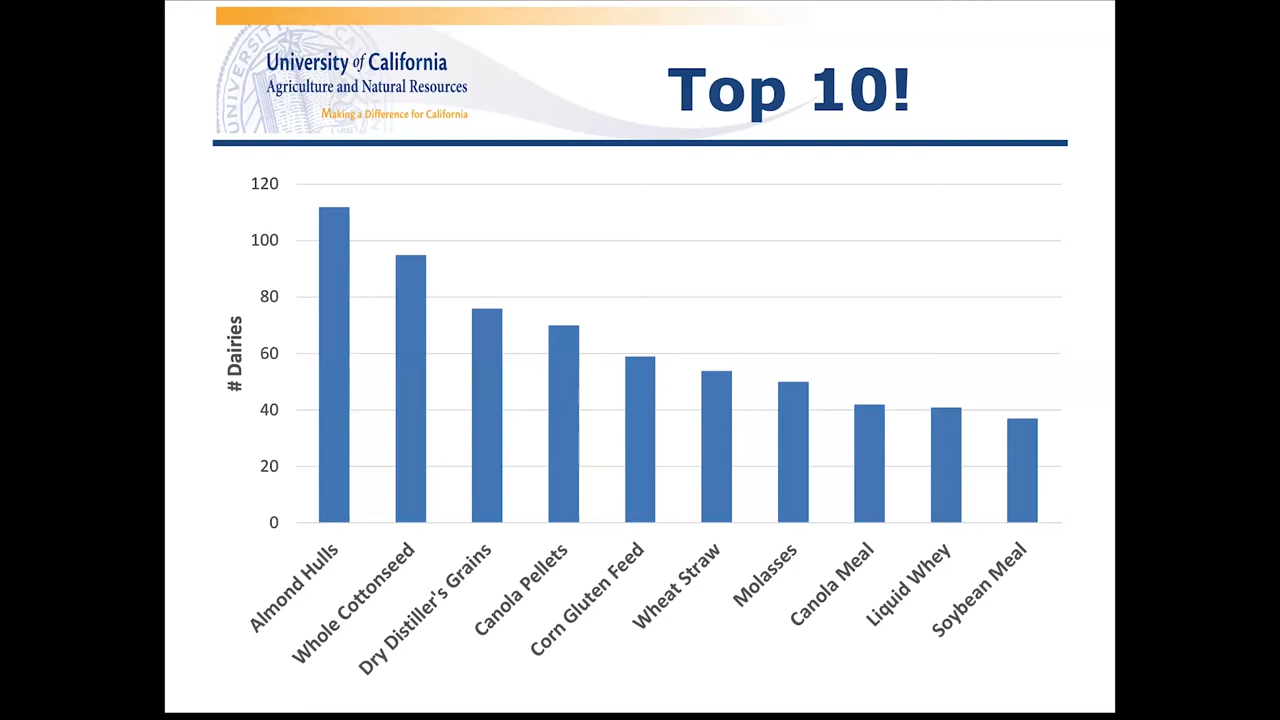 University of California
Agriculture and Natural Resources
Making a Difference for California
Top 10!
120
100
80
60
40
20
0
# Dairies
Almond Hulls
Whole Cottonseed
Dry Distiller's Grains
Canola Pellets
Corn Gluten Feed
Wheat Straw
Molasses
Canola Meal
Liquid Whey
Soybean Meal